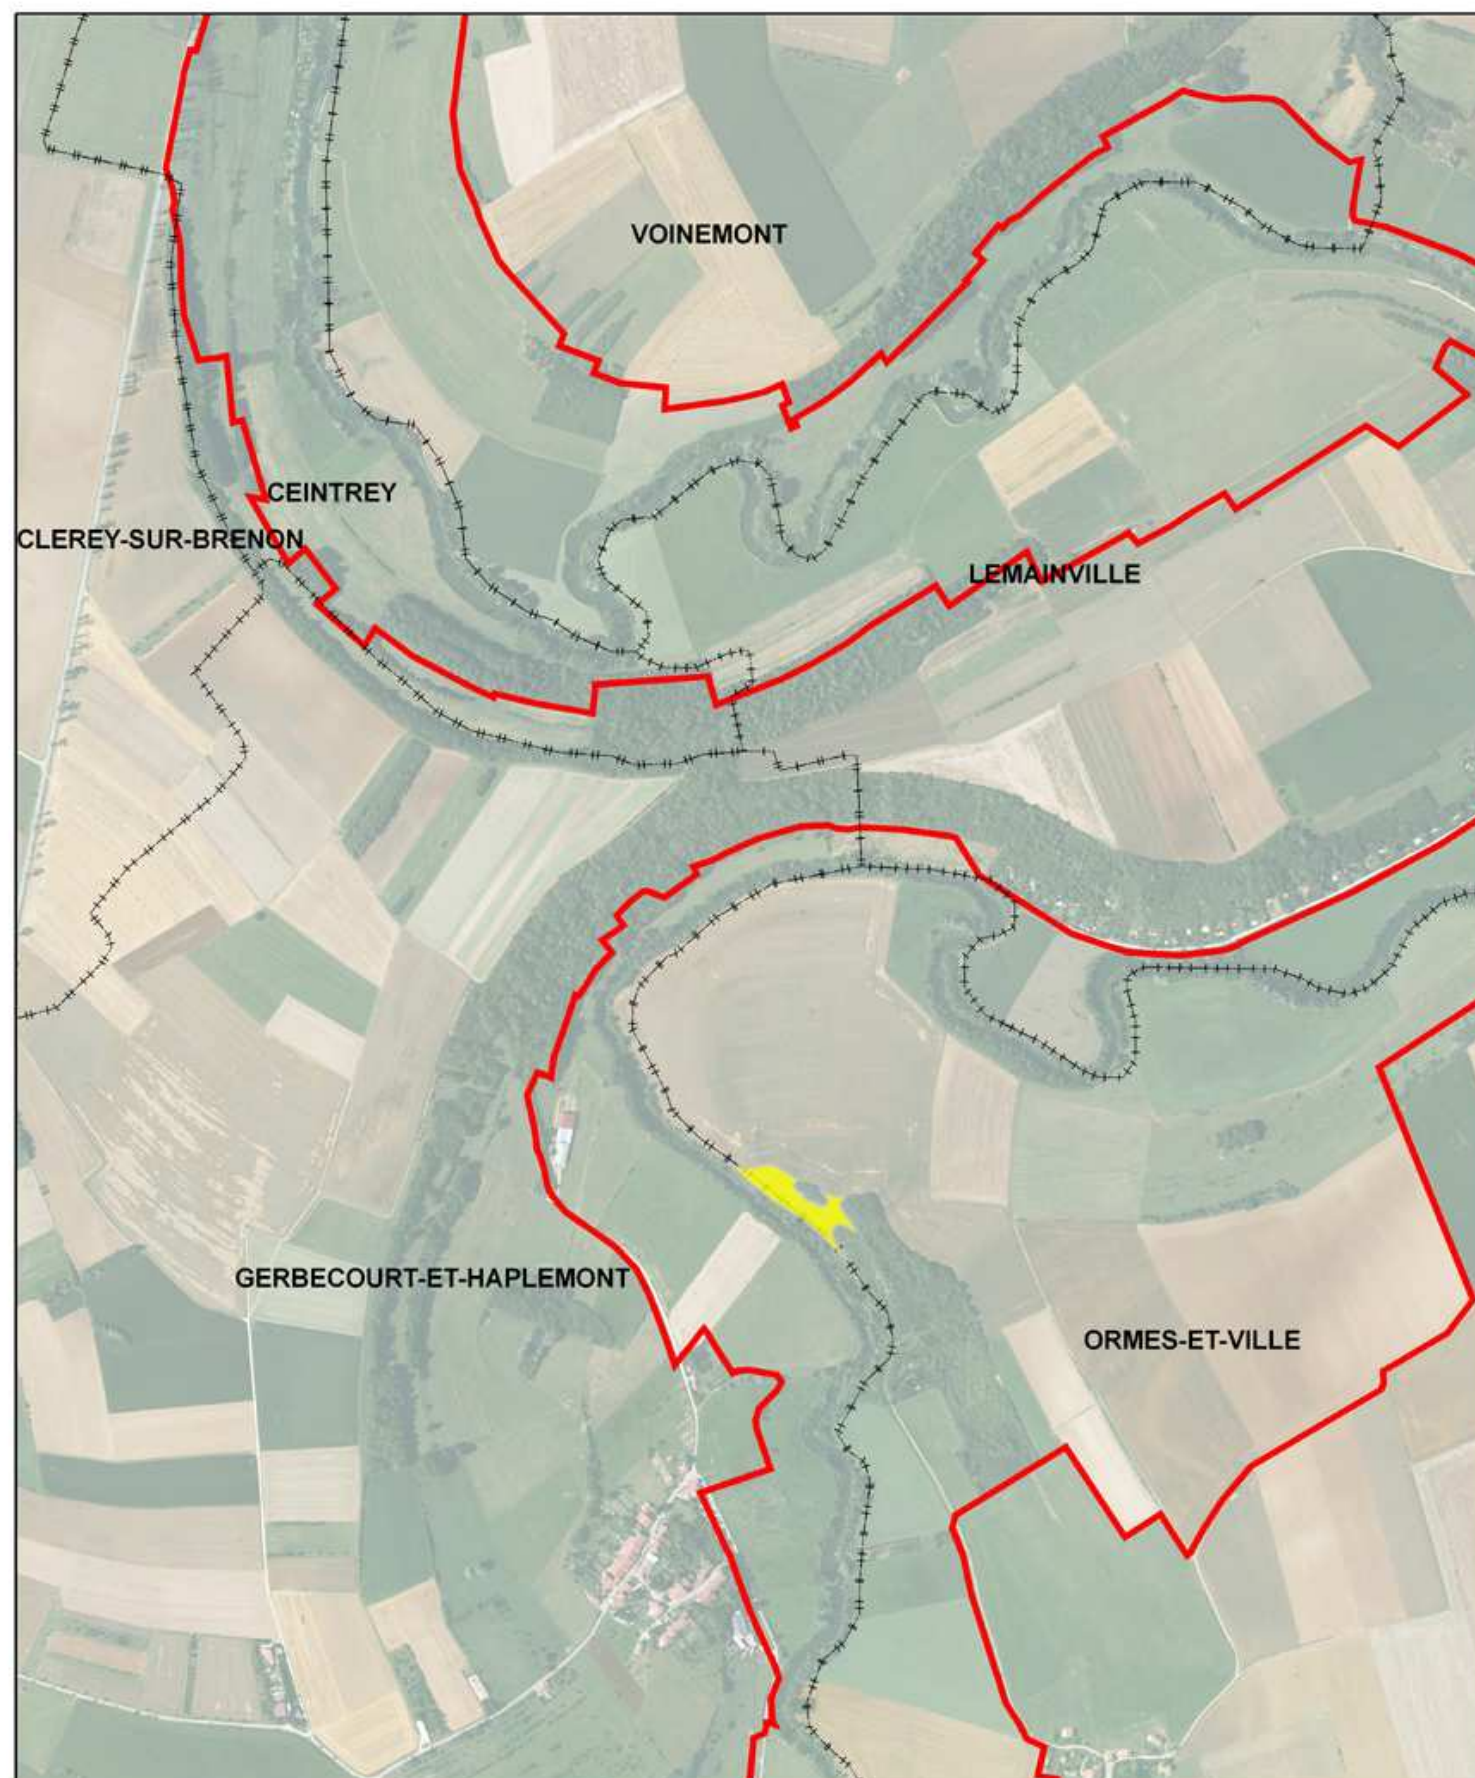 VOINEMONT
CEINTREY
CLEREY-SUR-BRENON
LEMAINVILLE
GERBECOURT-ET-HAPLEMONT
ORMES-ET-VILLE